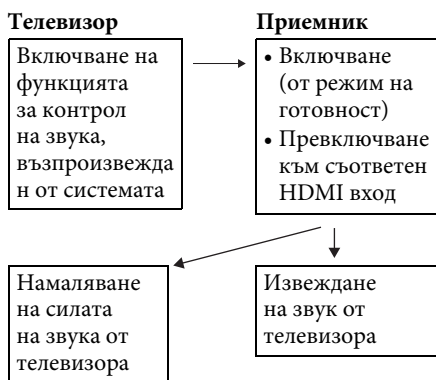 Телевизор
Включване на
функцията
за контрол
на звука,
възпроизвежда
н от системата
Приемник
• Включване
(от режим на
готовност)
• Превключване
към съответен
HDMI вход
Намаляване
на силата
на звука от
телевизора
Извеждане
на звук от
телевизора